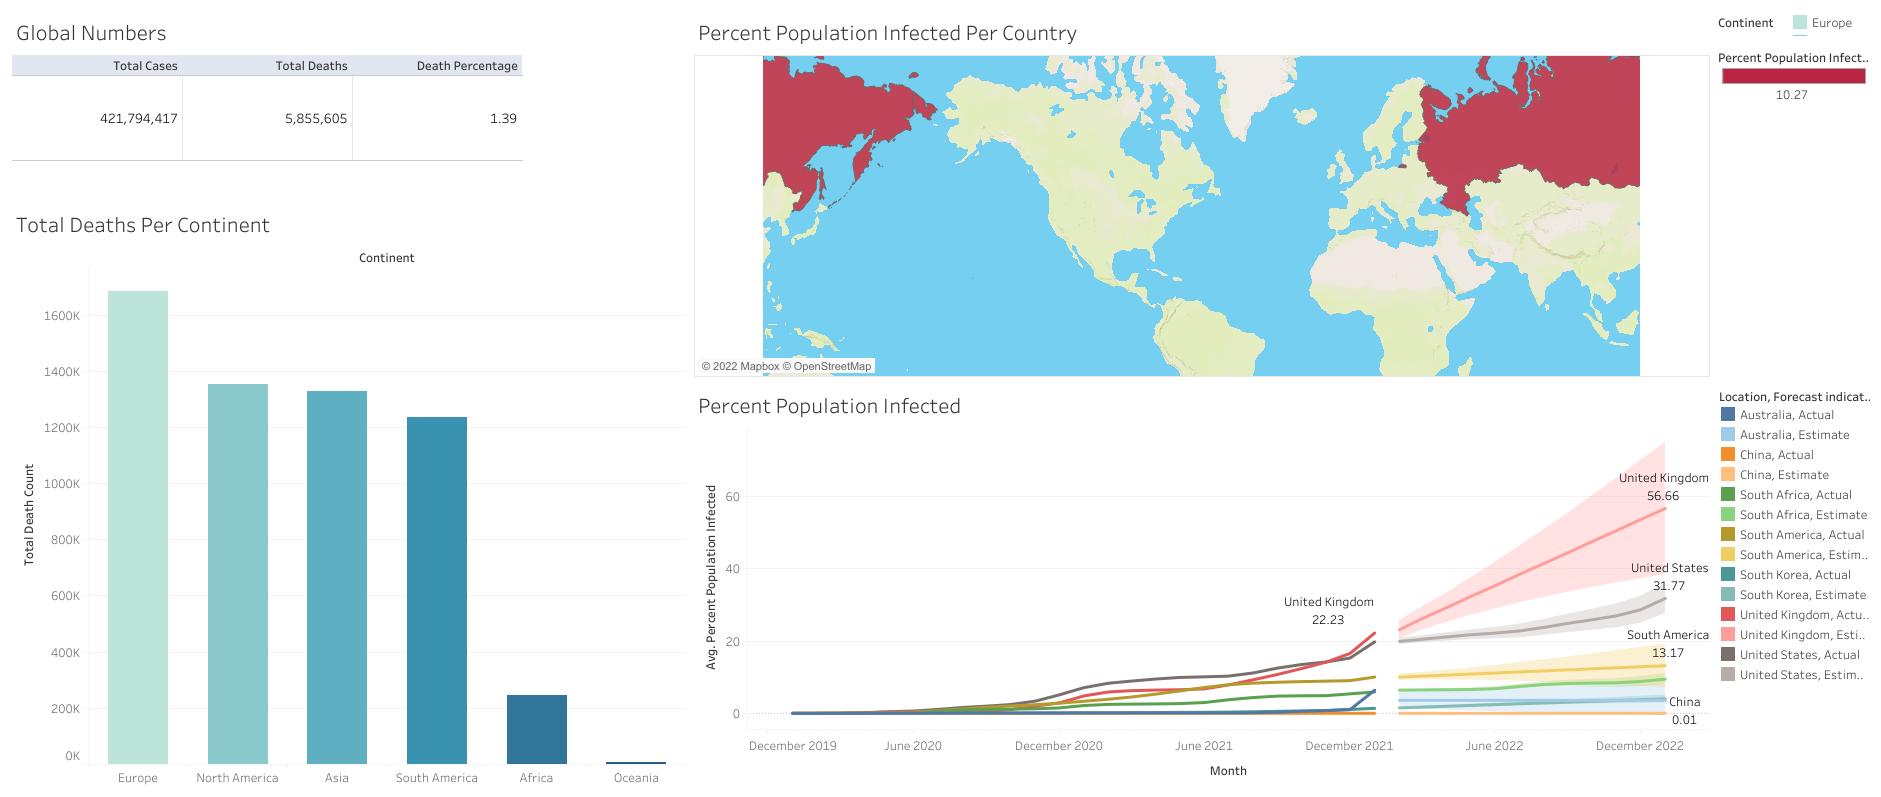 Global Numbers
Total Cases Total Deaths Death Percentage
421,794,417 5,855,605 1.39
Total Deaths Per Continent
Continent
Total Death Count
1600K
1400K
1200K
1000K
800K
600K
400K
200K
0K
Europe North America Asia South America Africa Oceania
Percent Population Infected Per Country
© 2022 Mapbox © OpenStreetMap
Continent Europe
Percent Population Infect..
10.27
Percent Population Infected
Avg. Percent Population Infected
60
40
20
0
United Kingdom
22.23
United Kingdom
56.66
United States
31.77
South America
13.17
China
0.01
December 2019 June 2020 December 2020 June 2021 December 2021 June 2022 December 2022
Month
Location, Forecast indicat..
Australia, Actual
Australia, Estimate
China, Actual
China, Estimate
South Africa, Actual
South Africa, Estimate
South America, Actual
South America, Estim..
South Korea, Actual
South Korea, Estimate
United Kingdom, Actu..
United Kingdom, Esti..
United States, Actual
United States, Estim..